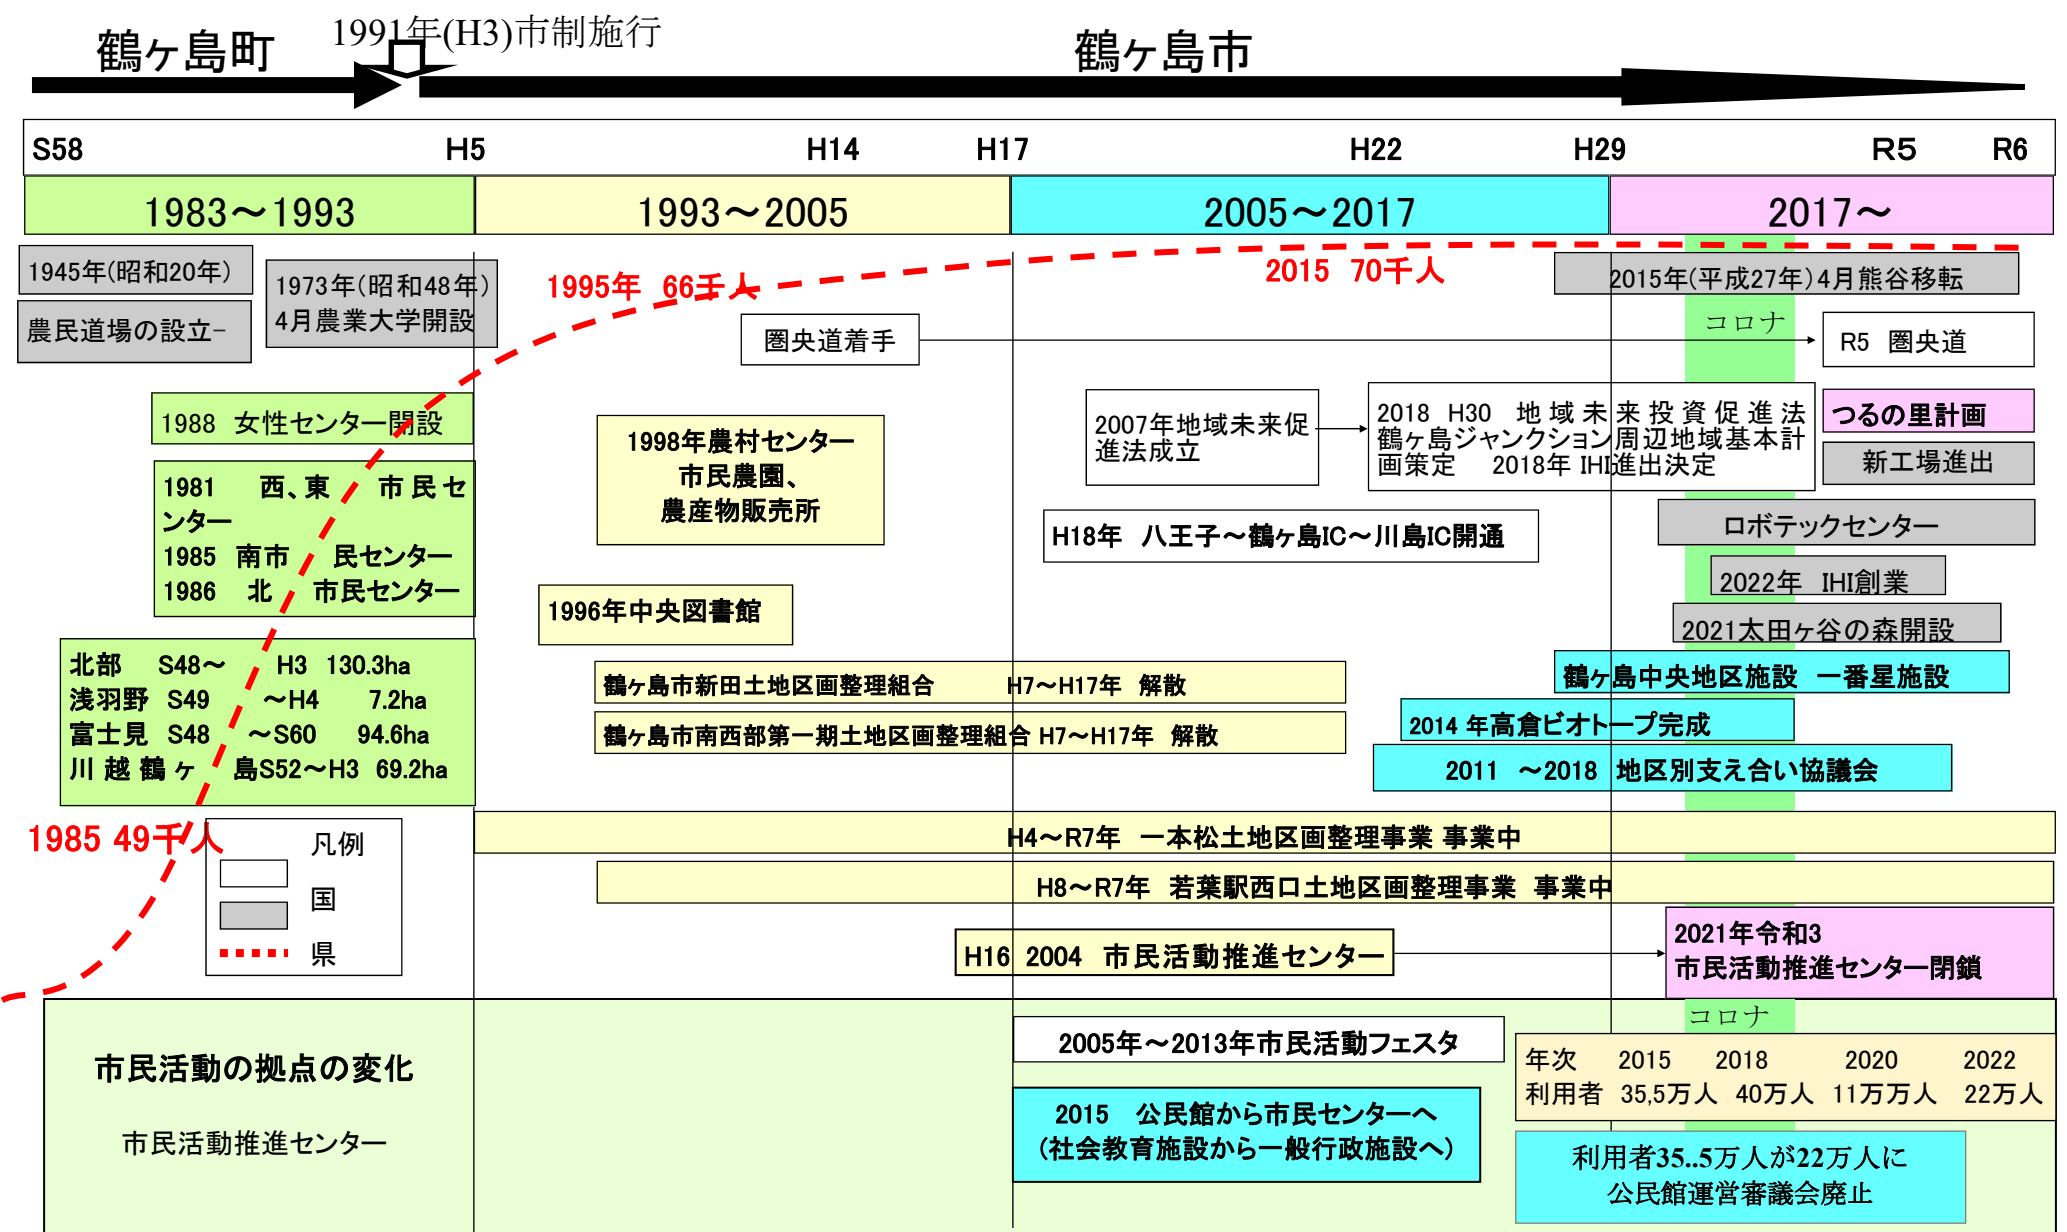 1991年(H3)市制施行
鶴ヶ島町
鶴ヶ島市
S58 H5 H14 H17 H22 H29 R5 R6
1983～1993
1993～2005
2005～2017
2017～
1945年(昭和20年)
農民道場の設立–
1973年(昭和48年)
4月農業大学開設
1995年 66千人
2015 70千人
2015年(平成27年)4月熊谷移転
コロナ
圏央道着手
R5 圏央道
1988 女性センター開設
1981 西、東 市民セ
ンター
1985 南市 民センター
1986 北 市民センター
1998年農村センター
市民農園、
農産物販売所
2007年地域未来促
進法成立
2018 H30 地域未来投資促進法
鶴ヶ島ジャンクション周辺地域基本計
画策定 2018年 IHI進出決定
つるの里計画
新工場進出
H18年 八王子～鶴ヶ島IC～川島IC開通
ロボテックセンター
2022年 IHI創業
1996年中央図書館
2021太田ヶ谷の森開設
北部 S48～ H3 130.3ha
浅羽野 S49 ～H4 7.2ha
富士見 S48 ～S60 94.6ha
川越鶴ヶ 島S52～H3 69.2ha
鶴ヶ島市新田土地区画整理組合 H7～H17年 解散
鶴ヶ島市南西部第一期土地区画整理組合 H7～H17年 解散
鶴ヶ島中央地区施設 一番星施設
2014 年高倉ビオトープ完成
2011 ～2018 地区別支え合い協議会
1985 49千人
凡例
国
県
H4～R7年 一本松土地区画整理事業 事業中
H8～R7年 若葉駅西口土地区画整理事業 事業中
H16 2004 市民活動推進センター
2021年令和3
市民活動推進センター閉鎖
コロナ
市民活動の拠点の変化
市民活動推進センター
2005年～2013年市民活動フェスタ
2015 公民館から市民センターへ
(社会教育施設から一般行政施設へ)
年次 2015 2018 2020 2022
利用者 35,5万人 40万人 11万万人 22万人
利用者35..5万人が22万人に
公民館運営審議会廃止